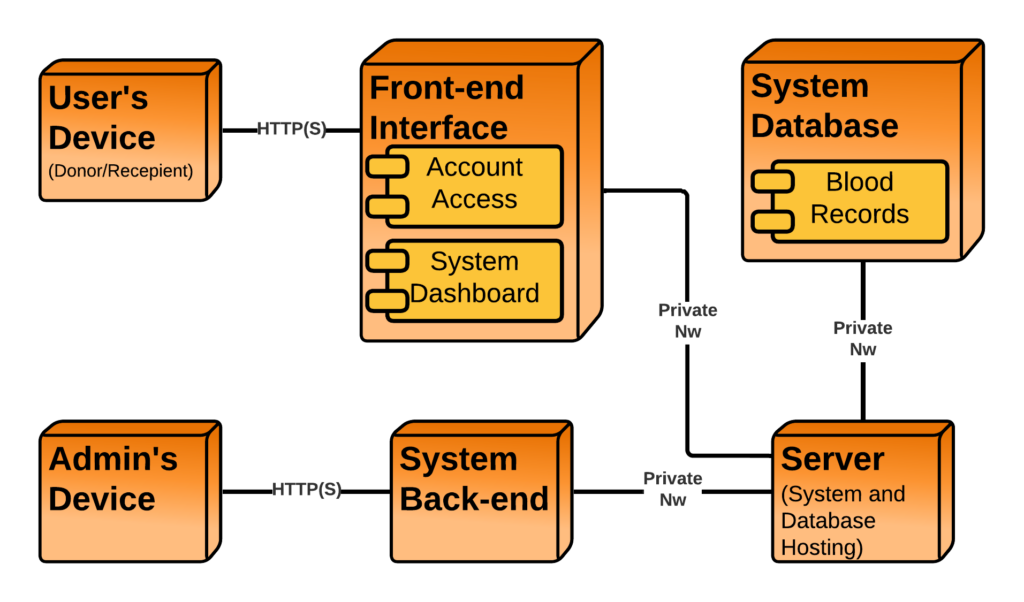 User's
Device
(Donor/Recepient)
HTTP(S)
Front-end
Interface
Account
Access
System
Dashboard
System
Database
Blood
Records
Private
Nw
Private
Nw
Admin's
Device
HTTP(S)
System
Back-end
Private
Nw
Server
(System and
Database
Hosting)